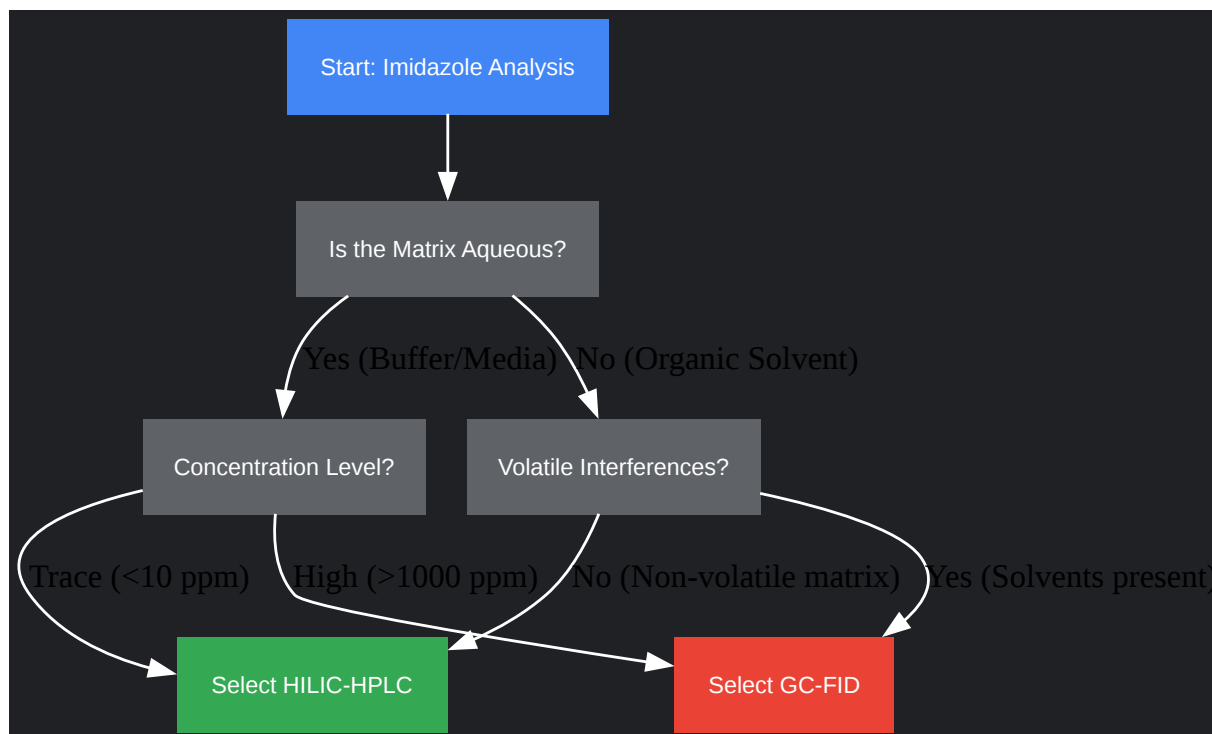 Start: Imidazole Analysis
Is the Matrix Aqueous?
Yes (Buffer/Media)
No (Organic Solvent)
Concentration Level?
Volatile Interferences?
Trace (<10 ppm)
High (>1000 ppm)
No (Non-volatile matrix)
Yes (Solvents present)
Select HILIC-HPLC
Select GC-FID